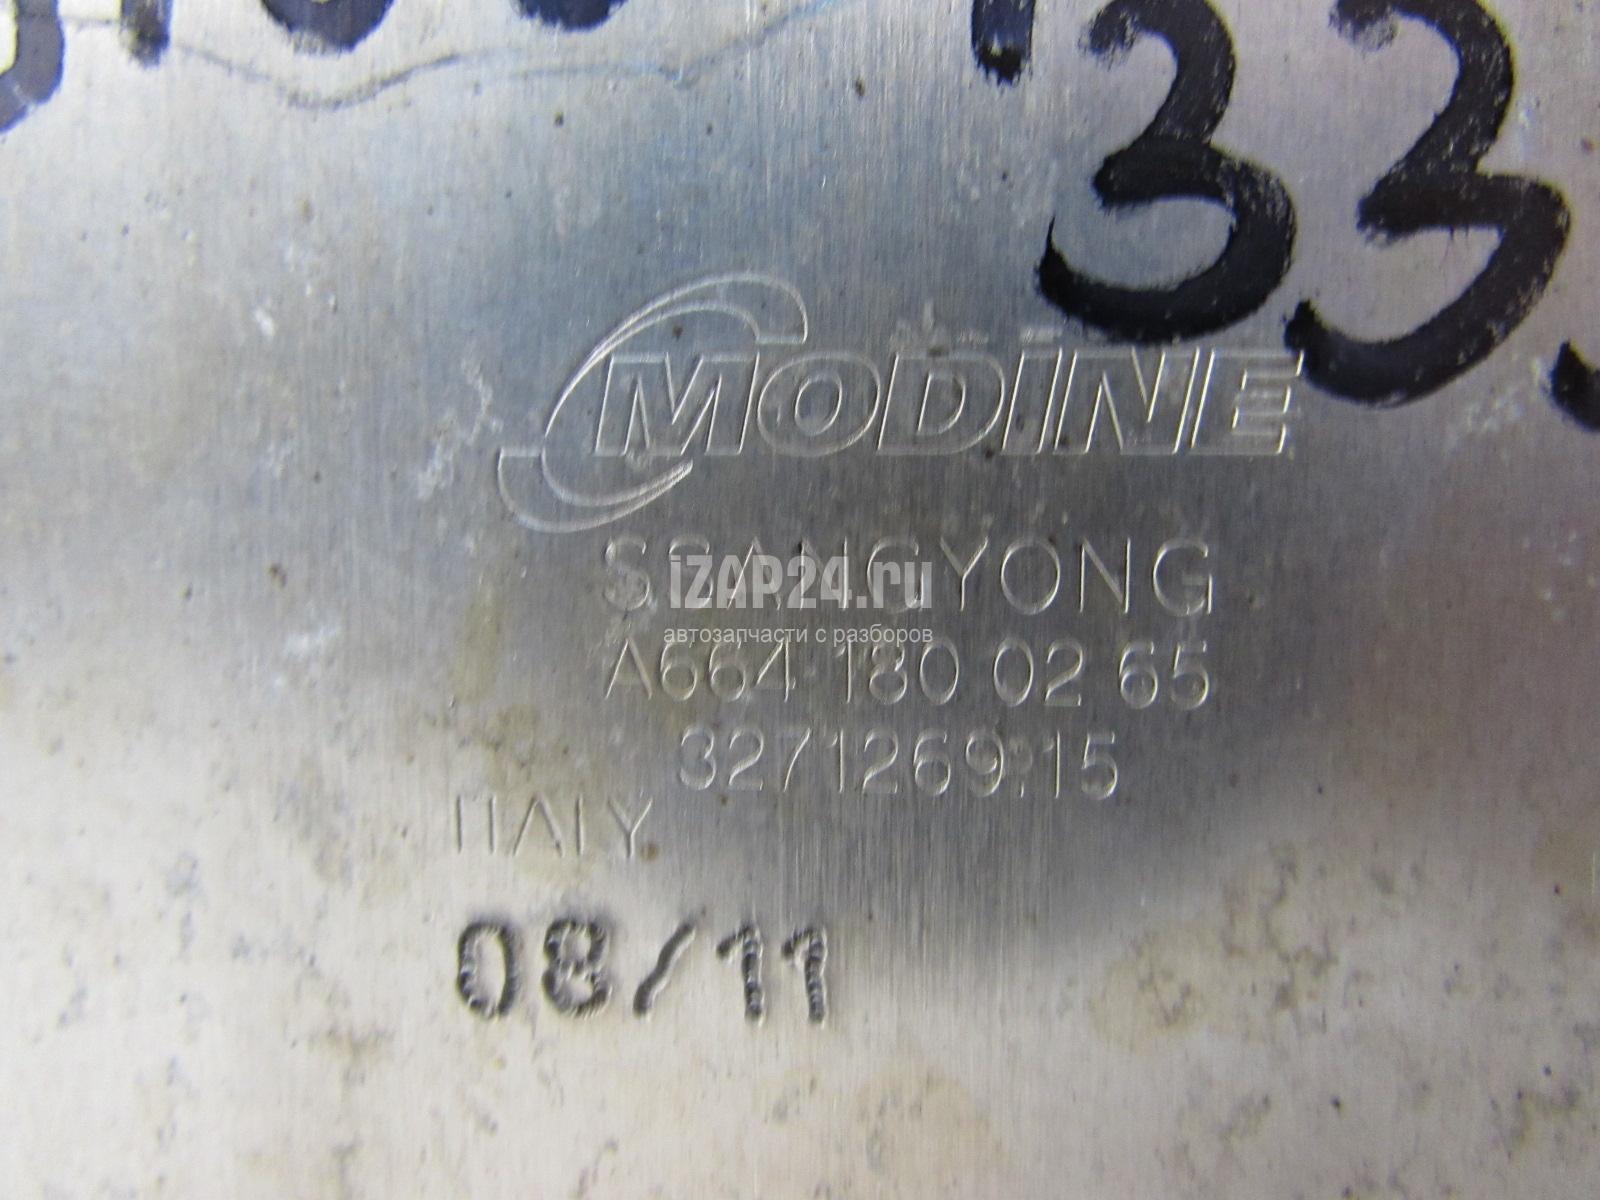 33
MODINE
SSANGYONG
iZAP24.ru
автозапчасти с разборов
A664 180 02 65
3271269.15
ITALY
08/11